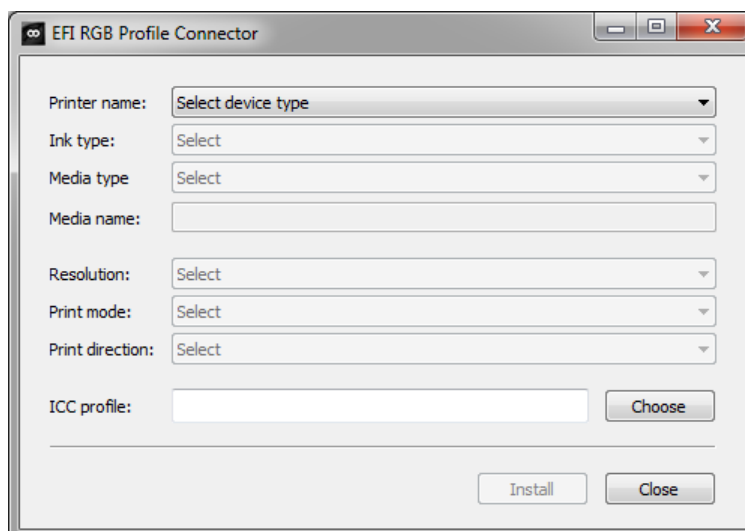 EFI RGB Profile Connector
Printer name: Select device type
Ink type: Select
Media type Select
Media name:
Resolution: Select
Print mode: Select
Print direction: Select
ICC profile: Choose
Install Close